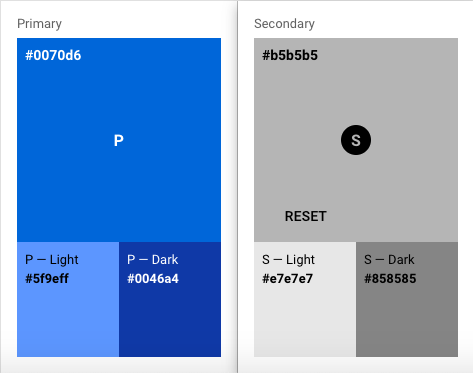 Primary
#0070d6
P
P — Light
#5f9eff
P — Dark
#0046a4
Secondary
#b5b5b5
S
RESET
S — Light
#e7e7e7
S — Dark
#858585